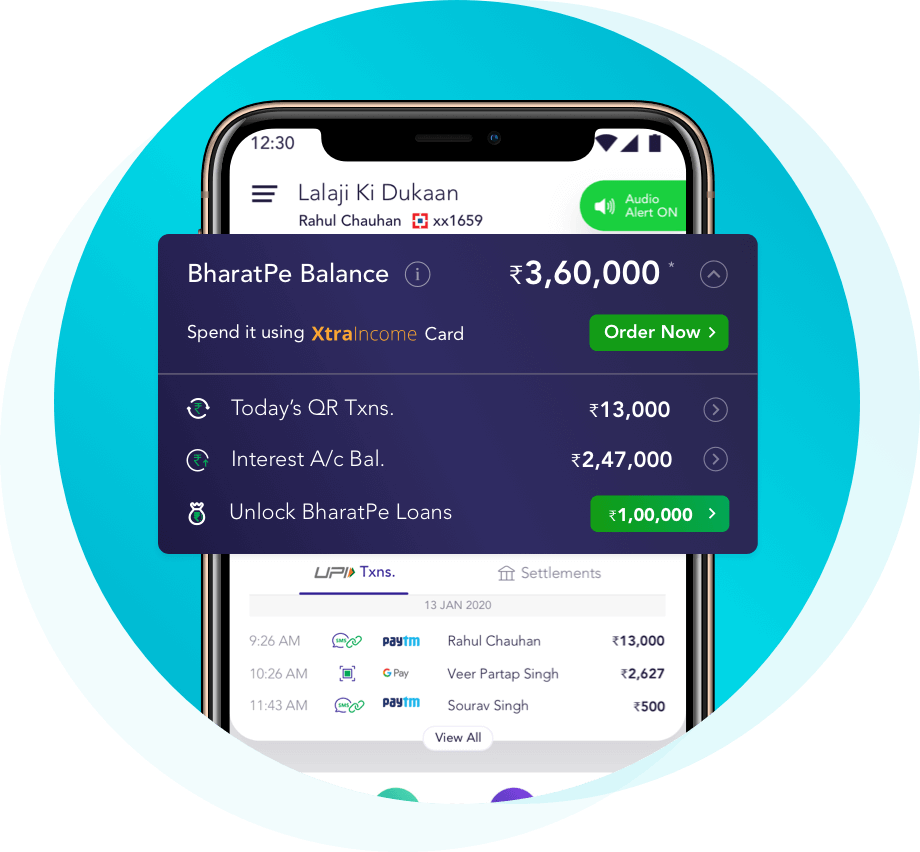 12:30
Lalaji Ki Dukaan
Audio
Alert ON
Rahul Chauhan xx1659
BharatPe Balance i ₹3,60,000 *
Spend it using XtraIncome Card Order Now >
Today's QR Txns. ₹13,000
Interest A/c Bal. ₹2,47,000
Unlock BharatPe Loans ₹1,00,000 >
UPI Txns. Settlements
13 JAN 2020
9:26 AM SMS paytm Rahul Chauhan ₹13,000
10:26 AM G Pay Veer Partap Singh ₹2,627
11:43 AM SMS paytm Sourav Singh ₹500
View All